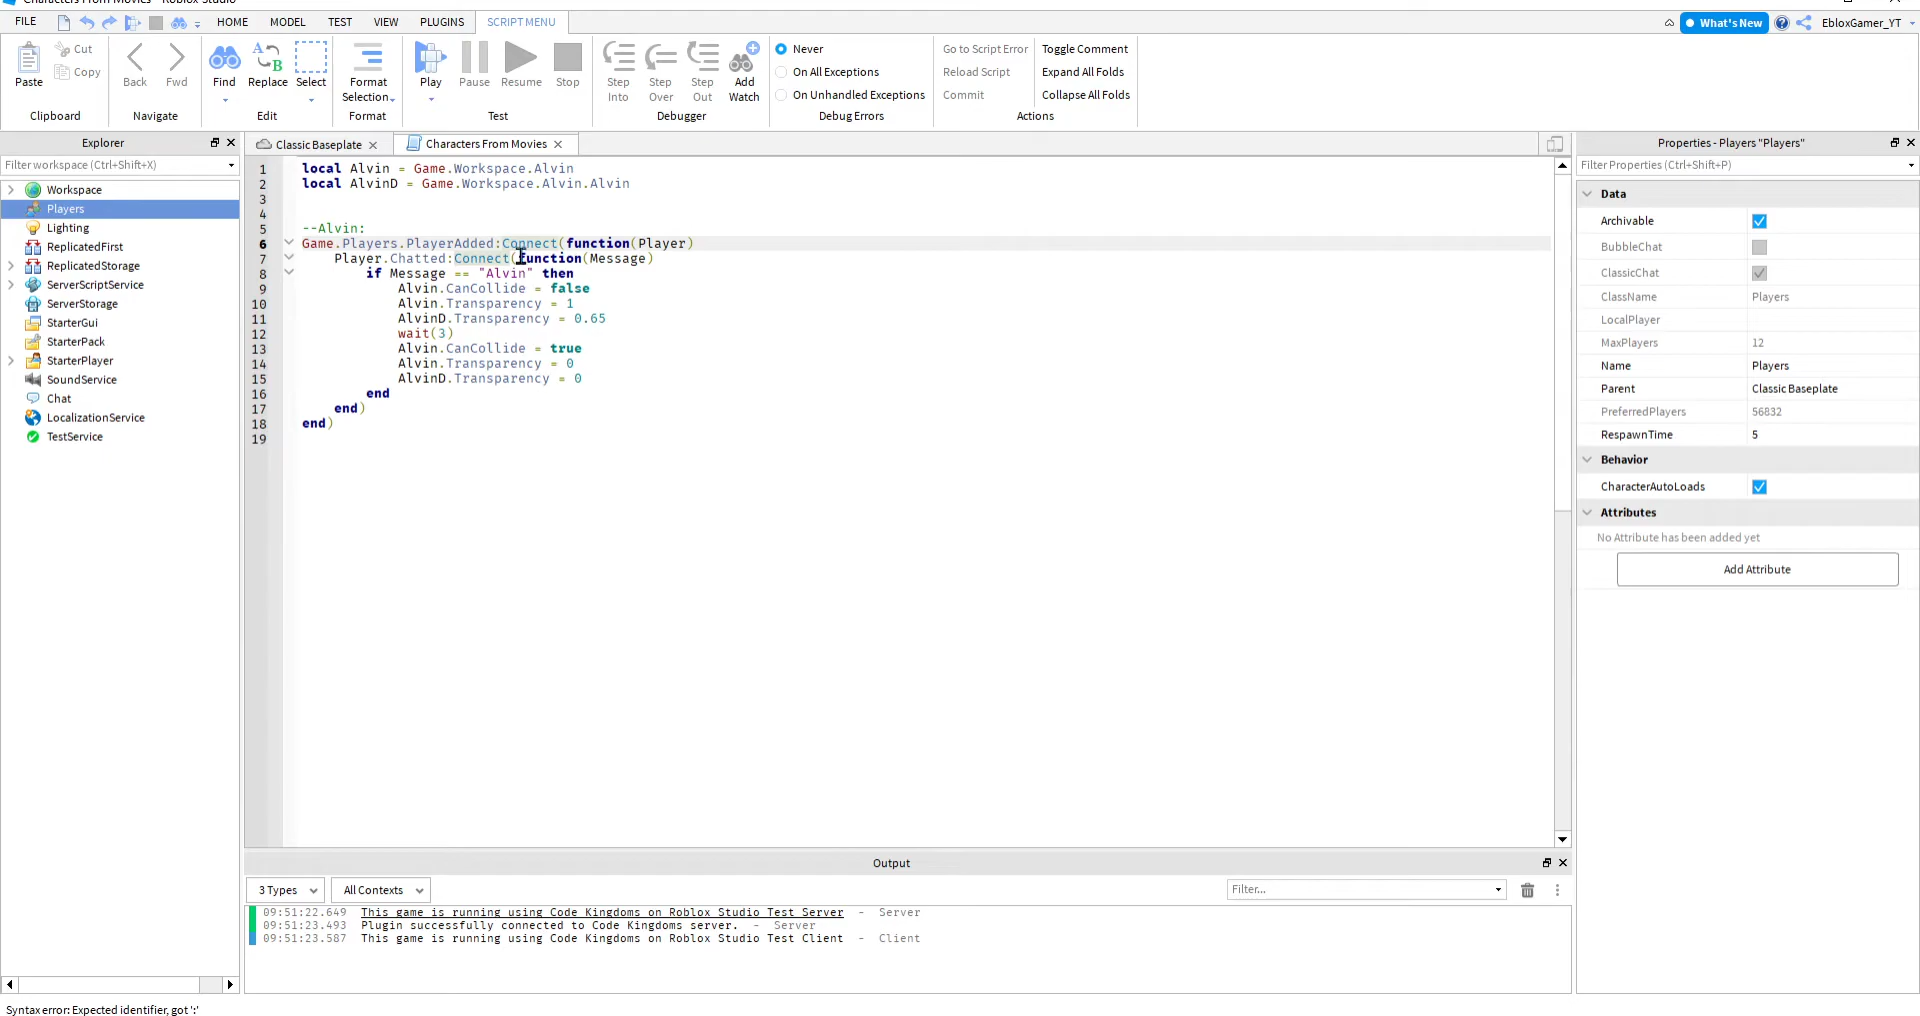 Characters From Movies - Roblox Studio
FILE HOME MODEL TEST VIEW PLUGINS SCRIPT MENU What's New EbloxGamer_YT
Paste Cut Copy Clipboard
Back Fwd Navigate
Find Replace Select Edit
Format Selection Format
Play Pause Resume Stop Test
Step Into Step Over Step Out Add Watch Debugger
Never
On All Exceptions
On Unhandled Exceptions
Debug Errors
Go to Script Error Toggle Comment
Reload Script Expand All Folds
Commit Collapse All Folds
Actions
Explorer
Filter workspace (Ctrl+Shift+X)
Workspace
Players
Lighting
ReplicatedFirst
ReplicatedStorage
ServerScriptService
ServerStorage
StarterGui
StarterPack
StarterPlayer
SoundService
Chat
LocalizationService
TestService
Classic Baseplate Characters From Movies
1 local Alvin = Game.Workspace.Alvin
2 local AlvinD = Game.Workspace.Alvin.Alvin
3
4
5 --Alvin:
6 Game.Players.PlayerAdded:Connect(function(Player)
7 Player.Chatted:Connect(function(Message)
8 if Message == "Alvin" then
9 Alvin.CanCollide = false
10 Alvin.Transparency = 1
11 AlvinD.Transparency = 0.65
12 wait(3)
13 Alvin.CanCollide = true
14 Alvin.Transparency = 0
15 AlvinD.Transparency = 0
16 end
17 end)
18 end)
19
Properties - Players "Players"
Filter Properties (Ctrl+Shift+P)
Data
Archivable
BubbleChat
ClassicChat
ClassName Players
LocalPlayer
MaxPlayers 12
Name Players
Parent Classic Baseplate
PreferredPlayers 56832
RespawnTime 5
Behavior
CharacterAutoLoads
Attributes
No Attribute has been added yet
Add Attribute
Output
3 Types All Contexts Filter...
09:51:22.649 This game is running using Code Kingdoms on Roblox Studio Test Server - Server
09:51:23.493 Plugin successfully connected to Code Kingdoms server. - Server
09:51:23.587 This game is running using Code Kingdoms on Roblox Studio Test Client - Client
Syntax error: Expected identifier, got ':'